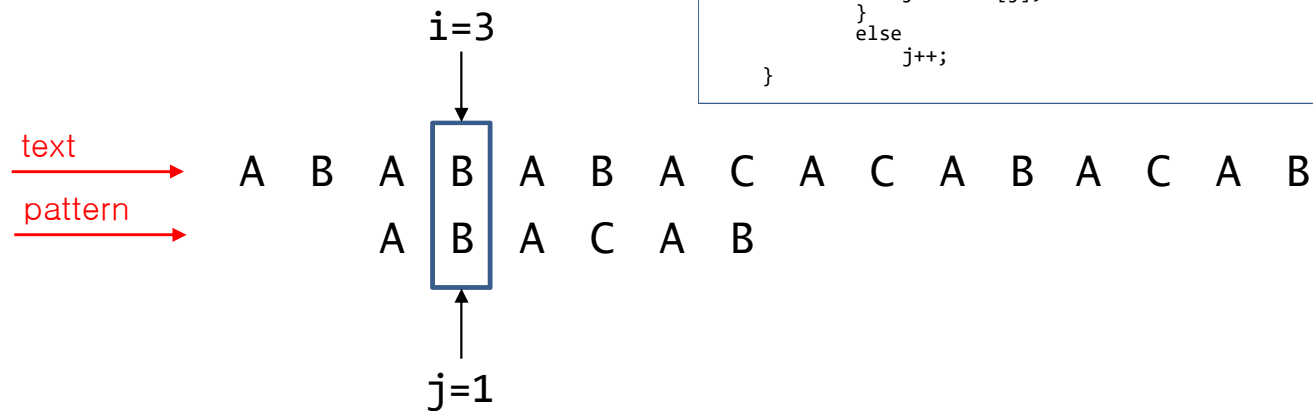 [j];
}
else
j++;
}
i=3
text
A B A B A B A C A C A B A C A B
pattern
A B A C A B
j=1